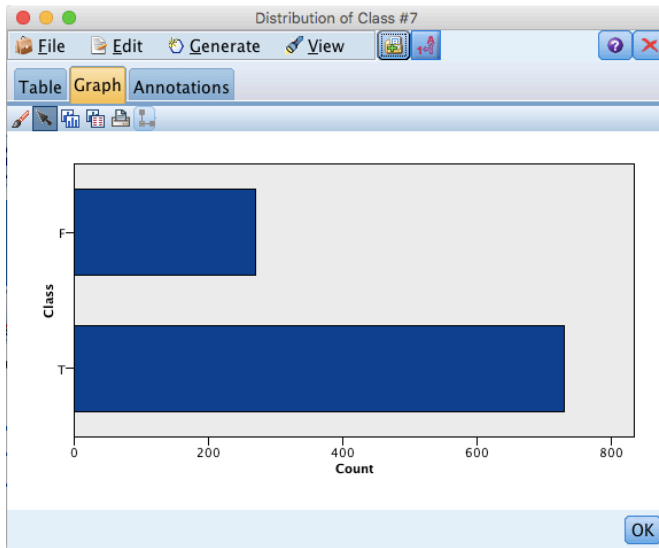 Distribution of Class #7
File Edit Generate View
Table Graph Annotations
F
Class
T
0 200 400 600 800
Count
OK